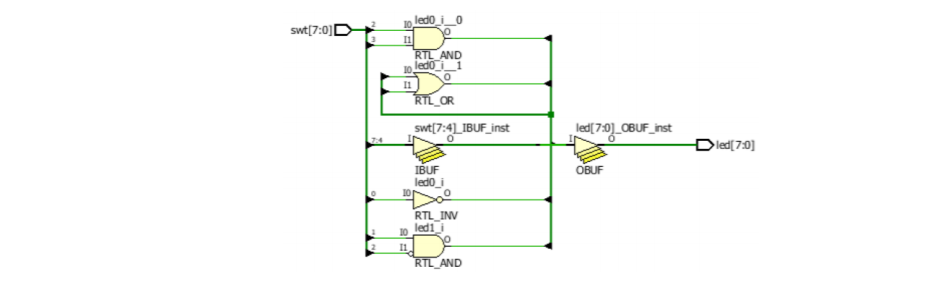 swt[7:0]
led0_i__0
2 I0 O
3 I1
RTL_AND
led0_i__1
I0 O
I1
RTL_OR
swt[7:4]_IBUF_inst
led[7:0]_OBUF_inst
7:4 I O
I O
led[7:0]
IBUF
OBUF
led0_i
0 I0 O
RTL_INV
led1_i
1 I0 O
2 I1
RTL_AND